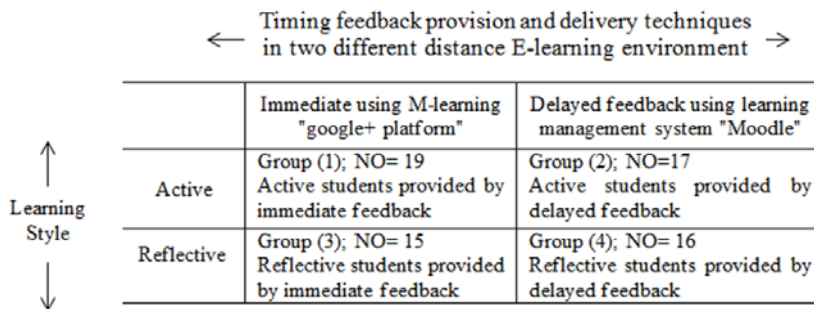 Timing feedback provision and delivery techniques
in two different distance E-learning environment
Immediate using M-learning
"google+ platform"
Delayed feedback using learning
management system "Moodle"
Learning
Style
Active
Group (1); NO= 19
Active students provided by
immediate feedback
Group (2); NO=17
Active students provided by
delayed feedback
Reflective
Group (3); NO= 15
Reflective students provided
by immediate feedback
Group (4); NO= 16
Reflective students provided by
delayed feedback